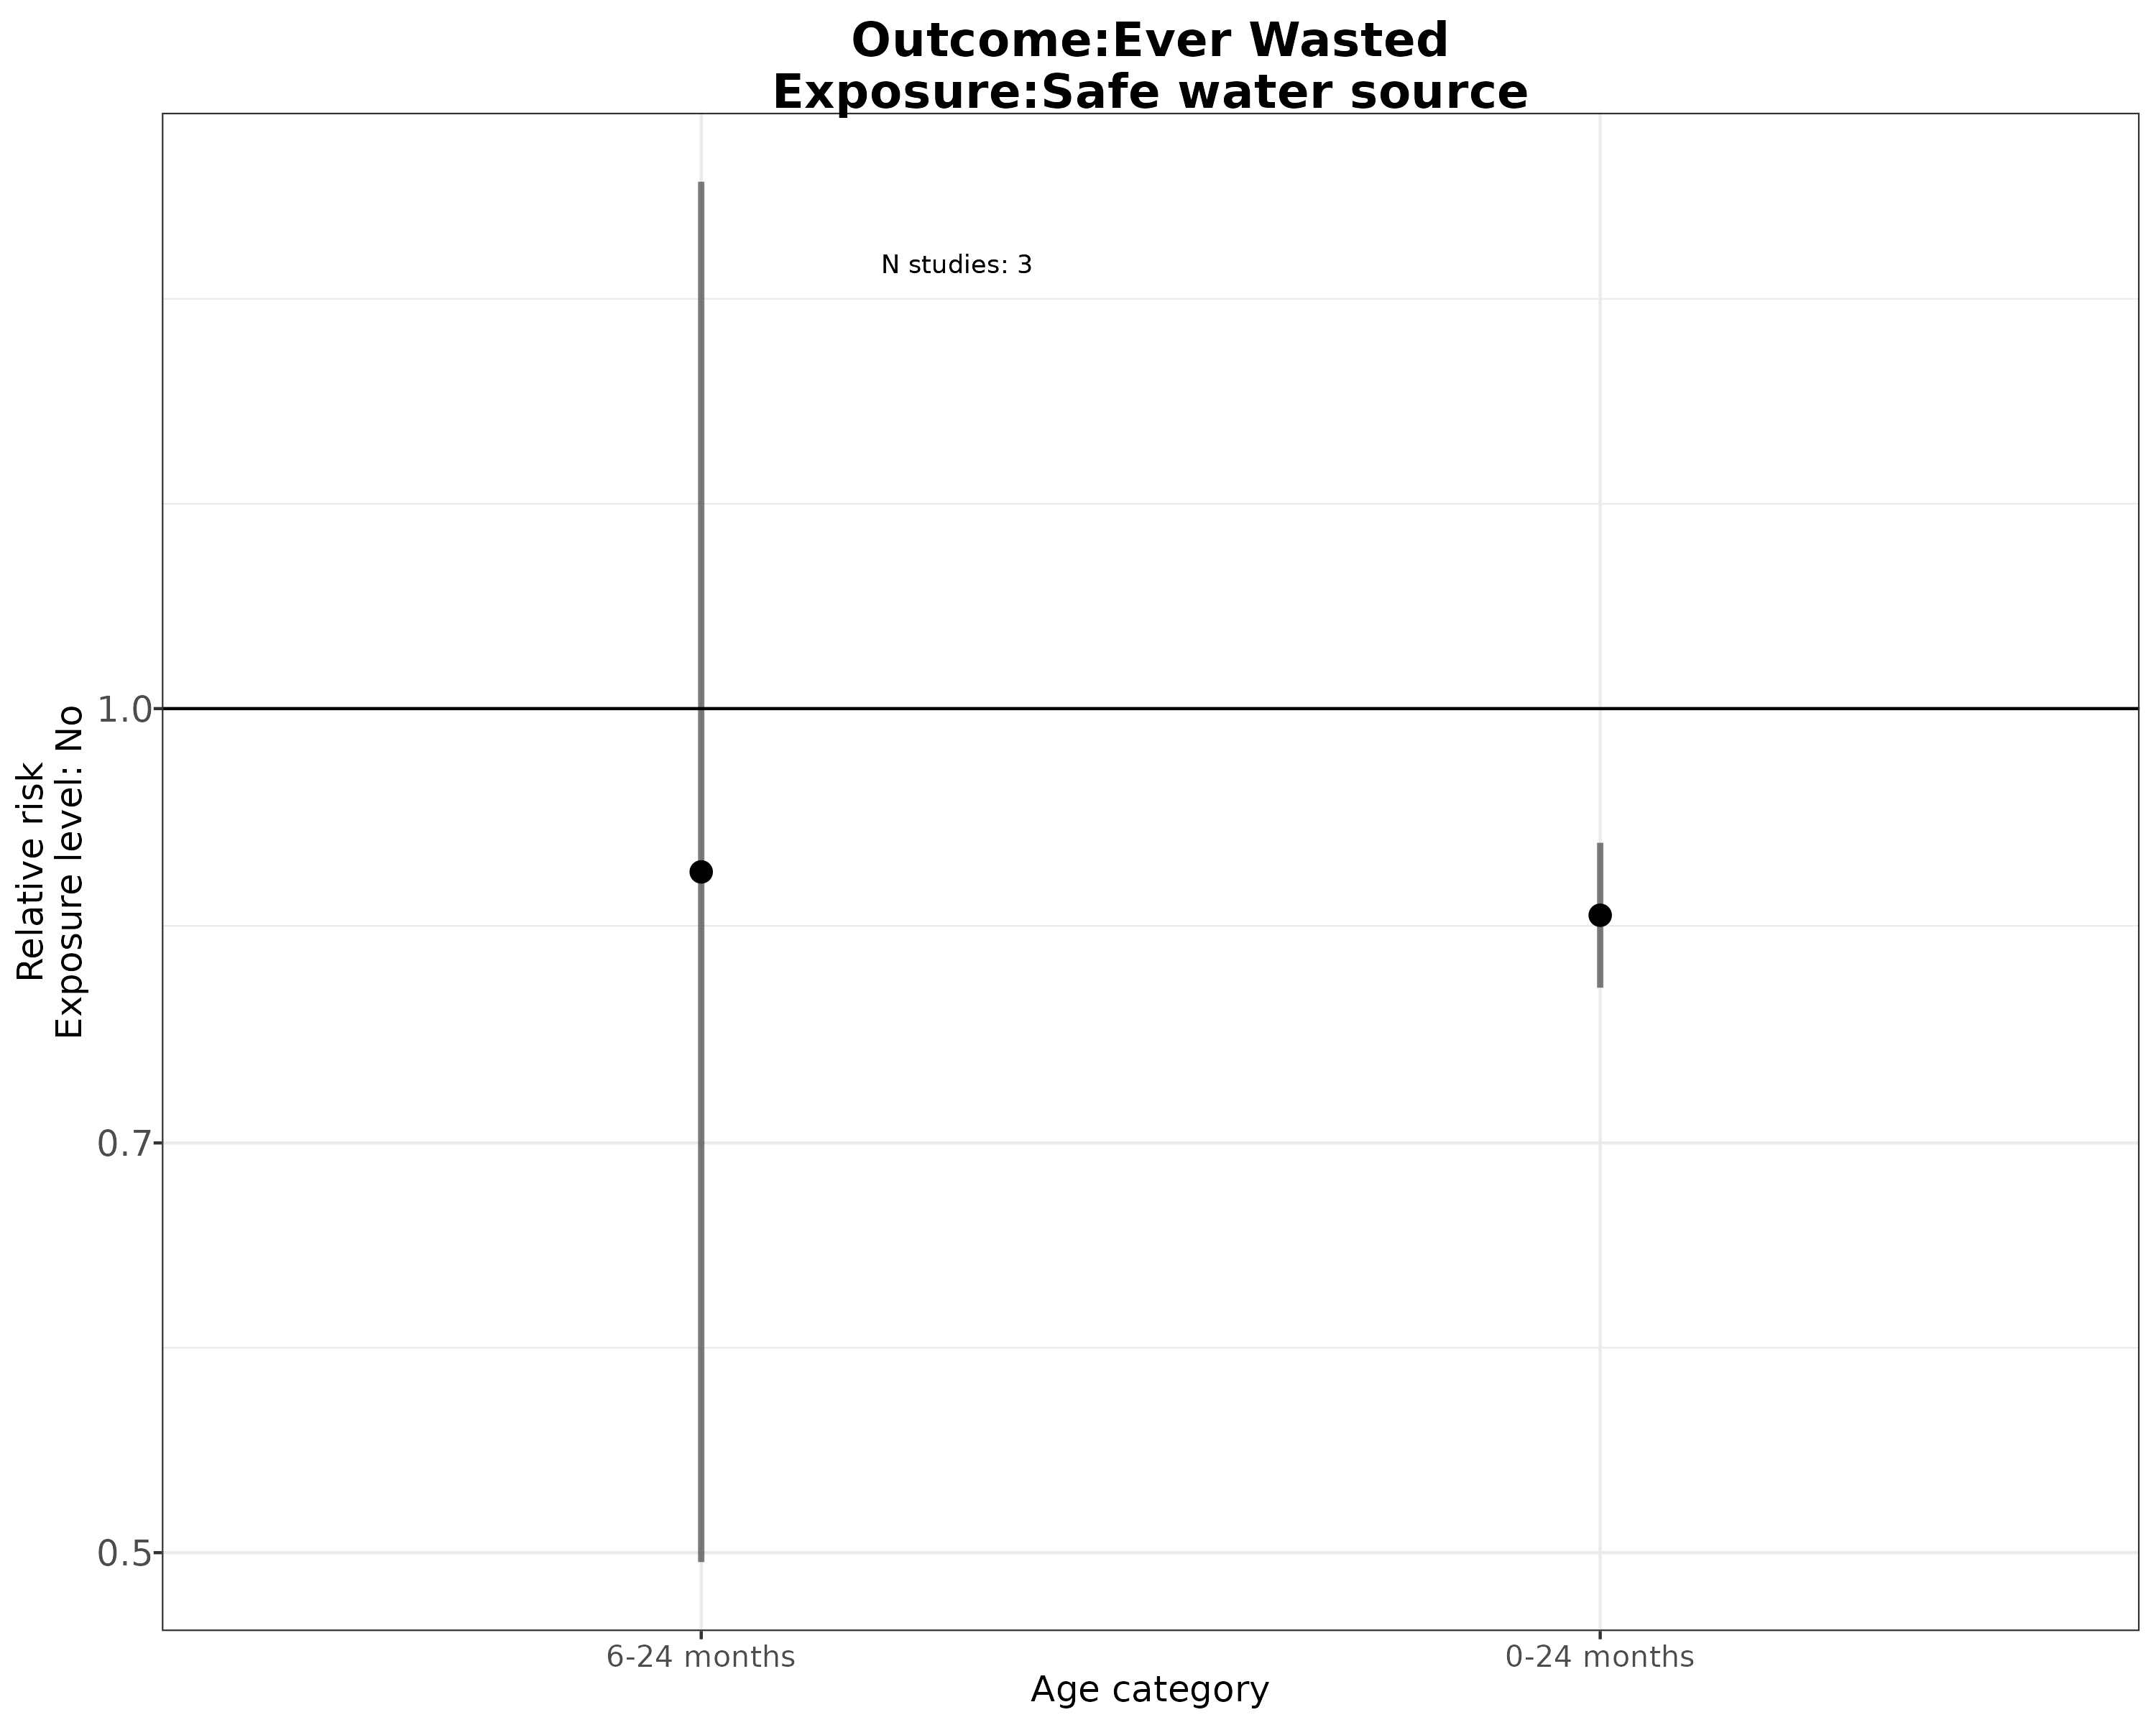 Outcome:Ever Wasted
Exposure:Safe water source
N studies: 3
Relative risk
Exposure level: No
1.0
0.7
0.5
6-24 months
0-24 months
Age category